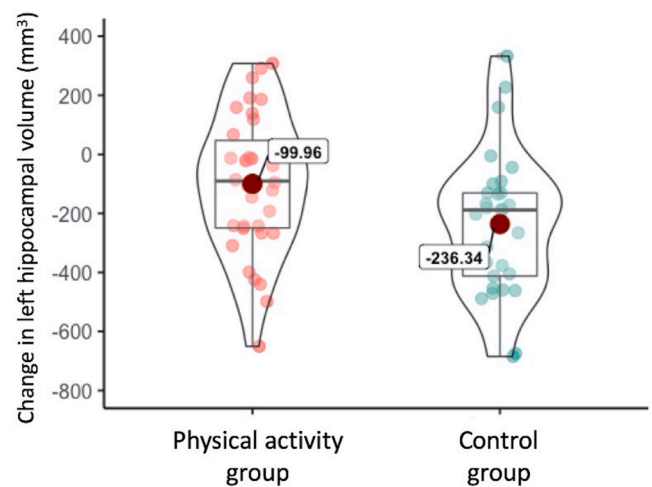 Change in left hippocampal volume (mm³)
400
200
0
-200
-400
-600
-800
-99.96
-236.34
Physical activity
group
Control
group